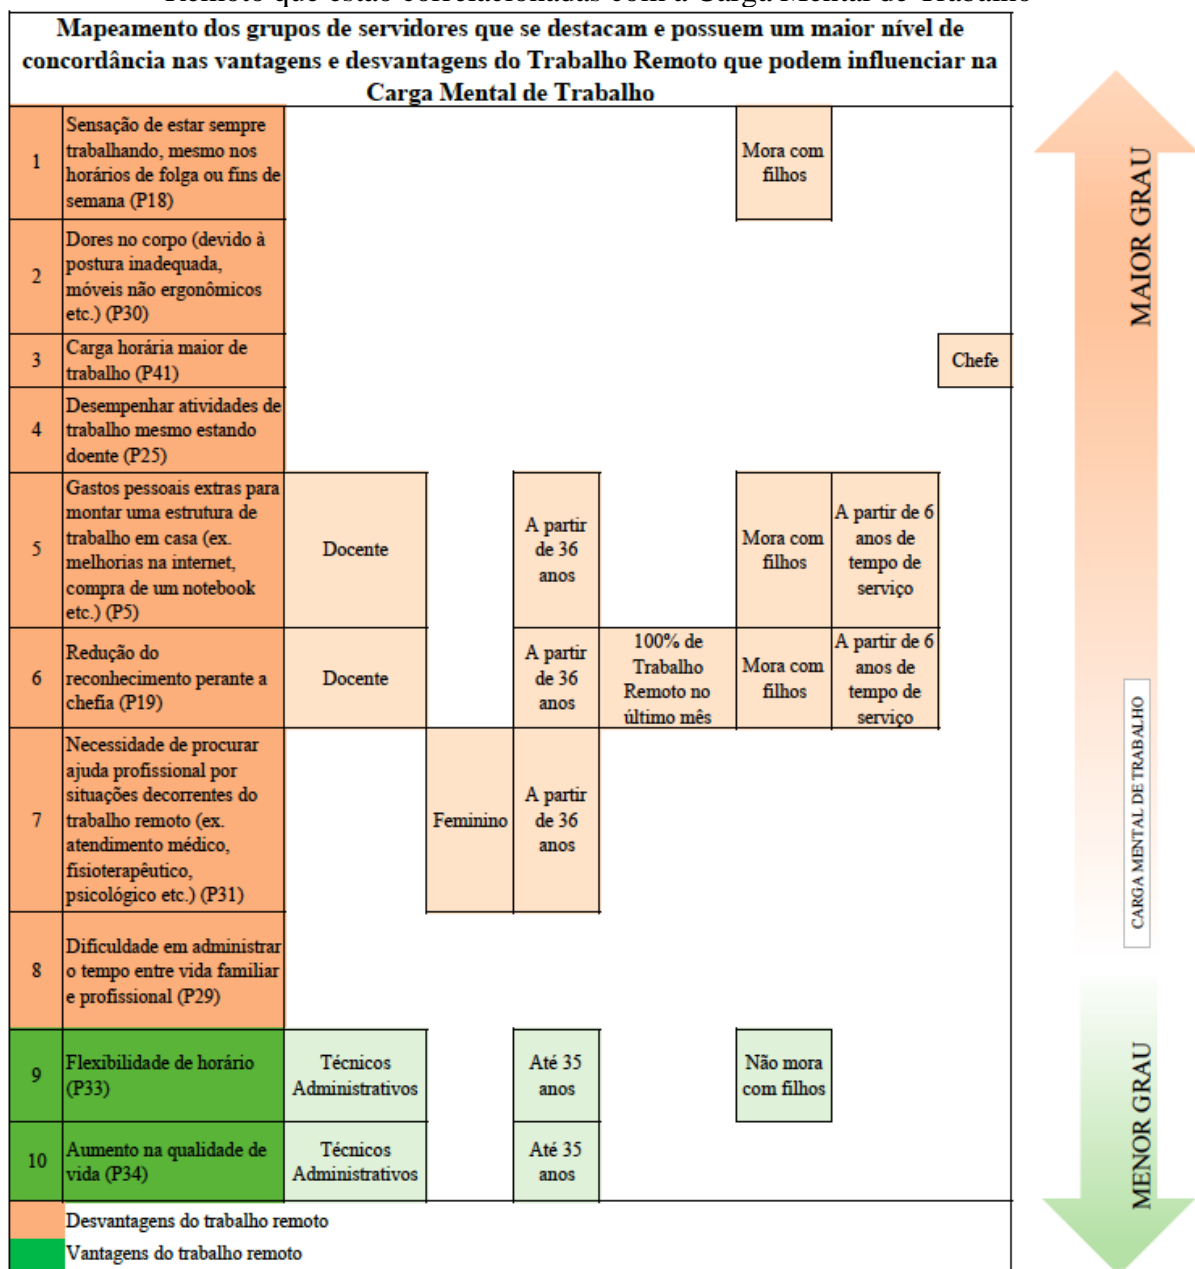 Remoto que estão correlacionadas com a Carga Mental de Trabalho
Mapeamento dos grupos de servidores que se destacam e possuem um maior nível de
concordância nas vantagens e desvantagens do Trabalho Remoto que podem influenciar na
Carga Mental de Trabalho
1
Sensação de estar sempre
trabalhando, mesmo nos
horários de folga ou fins de
semana (P18)
Mora com
filhos
2
Dores no corpo (devido à
postura inadequada,
móveis não ergonômicos
etc.) (P30)
3
Carga horária maior de
trabalho (P41)
Chefe
4
Desempenhar atividades de
trabalho mesmo estando
doente (P25)
5
Gastos pessoais extras para
montar uma estrutura de
trabalho em casa (ex.
melhorias na internet,
compra de um notebook
etc.) (P5)
Docente
A partir
de 36
anos
Mora com
filhos
A partir de 6
anos de
tempo de
serviço
6
Redução do
reconhecimento perante a
chefia (P19)
Docente
A partir
de 36
anos
100% de
Trabalho
Remoto no
último mês
Mora com
filhos
A partir de 6
anos de
tempo de
serviço
7
Necessidade de procurar
ajuda profissional por
situações decorrentes do
trabalho remoto (ex.
atendimento médico,
fisioterapêutico,
psicológico etc.) (P31)
Feminino
A partir
de 36
anos
8
Dificuldade em administrar
o tempo entre vida familiar
e profissional (P29)
9
Flexibilidade de horário
(P33)
Técnicos
Administrativos
Até 35
anos
Não mora
com filhos
10
Aumento na qualidade de
vida (P34)
Técnicos
Administrativos
Até 35
anos
Desvantagens do trabalho remoto
Vantagens do trabalho remoto
MAIOR GRAU
CARGA MENTAL DE TRABALHO
MENOR GRAU